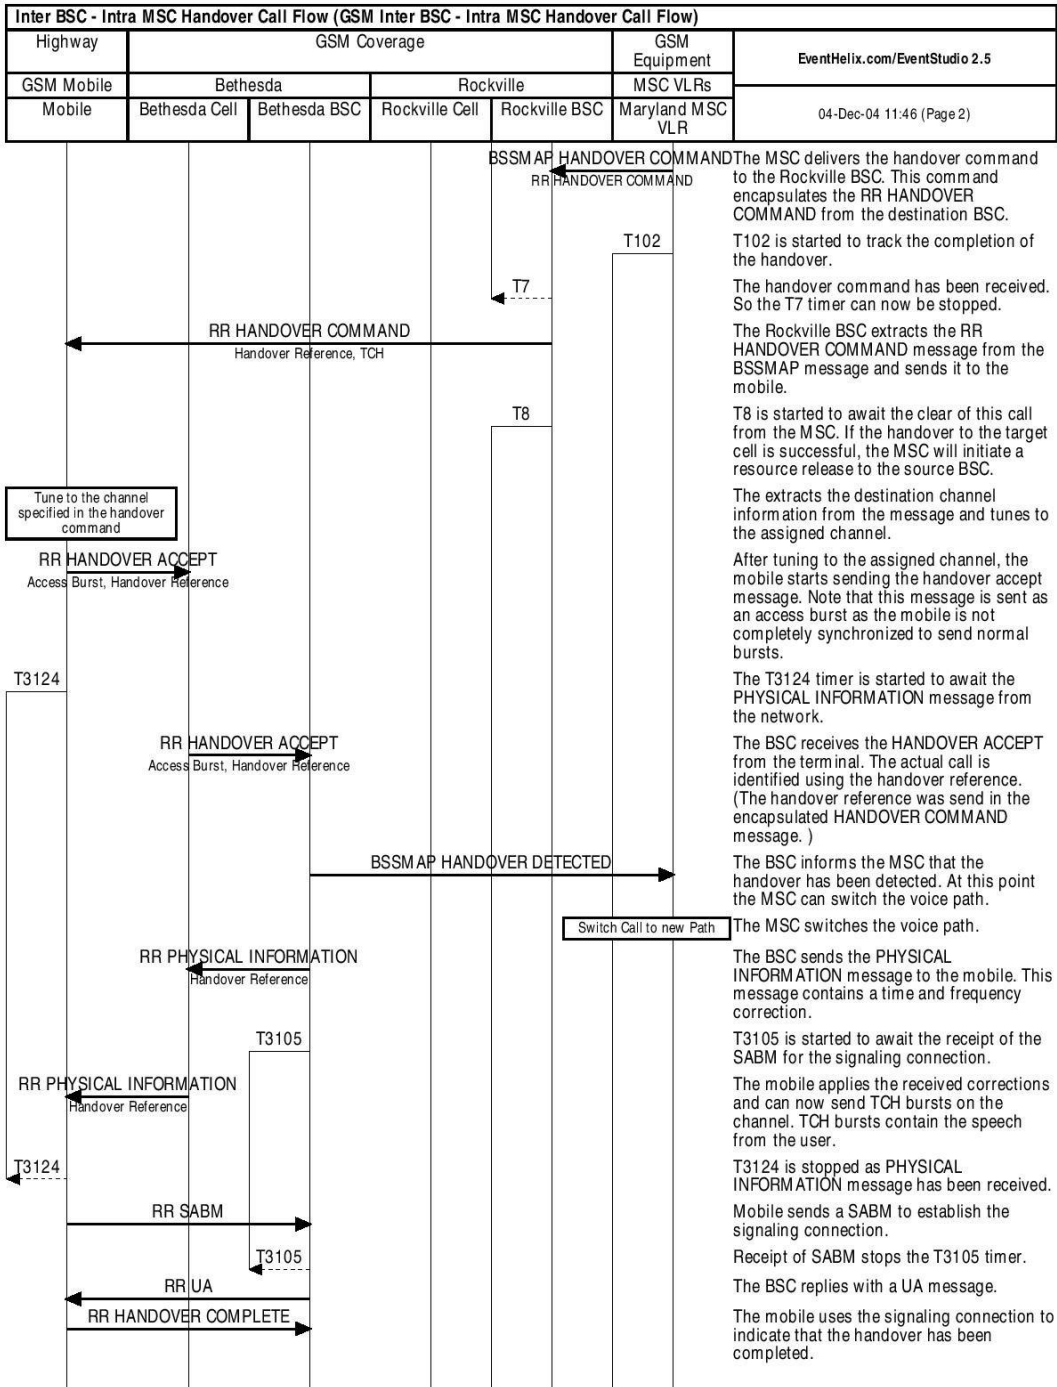 Inter BSC - Intra MSC Handover Call Flow (GSM Inter BSC - Intra MSC Handover Call Flow)
Highway
GSM Coverage
GSM
Equipment
EventHelix.com/EventStudio 2.5
GSM Mobile
Bethesda
Rockville
MSC VLRs
Mobile
Bethesda Cell
Bethesda BSC
Rockville Cell
Rockville BSC
Maryland MSC
VLR
04-Dec-04 11:46 (Page 2)
BSSMAP HANDOVER COMMAND
RR HANDOVER COMMAND
The MSC delivers the handover command
to the Rockville BSC. This command
encapsulates the RR HANDOVER
COMMAND from the destination BSC.
T102
T102 is started to track the completion of
the handover.
T7
The handover command has been received.
So the T7 timer can now be stopped.
RR HANDOVER COMMAND
Handover Reference, TCH
The Rockville BSC extracts the RR
HANDOVER COMMAND message from the
BSSMAP message and sends it to the
mobile.
T8
T8 is started to await the clear of this call
from the MSC. If the handover to the target
cell is successful, the MSC will initiate a
resource release to the source BSC.
Tune to the channel
specified in the handover
command
The extracts the destination channel
information from the message and tunes to
the assigned channel.
RR HANDOVER ACCEPT
Access Burst, Handover Reference
After tuning to the assigned channel, the
mobile starts sending the handover accept
message. Note that this message is sent as
an access burst as the mobile is not
completely synchronized to send normal
bursts.
T3124
The T3124 timer is started to await the
PHYSICAL INFORMATION message from
the network.
RR HANDOVER ACCEPT
Access Burst, Handover Reference
The BSC receives the HANDOVER ACCEPT
from the terminal. The actual call is
identified using the handover reference.
(The handover reference was send in the
encapsulated HANDOVER COMMAND
message. )
BSSMAP HANDOVER DETECTED
The BSC informs the MSC that the
handover has been detected. At this point
the MSC can switch the voice path.
Switch Call to new Path
The MSC switches the voice path.
RR PHYSICAL INFORMATION
Handover Reference
The BSC sends the PHYSICAL
INFORMATION message to the mobile. This
message contains a time and frequency
correction.
T3105
T3105 is started to await the receipt of the
SABM for the signaling connection.
RR PHYSICAL INFORMATION
Handover Reference
The mobile applies the received corrections
and can now send TCH bursts on the
channel. TCH bursts contain the speech
from the user.
T3124
T3124 is stopped as PHYSICAL
INFORMATION message has been received.
RR SABM
Mobile sends a SABM to establish the
signaling connection.
T3105
Receipt of SABM stops the T3105 timer.
RR UA
The BSC replies with a UA message.
RR HANDOVER COMPLETE
The mobile uses the signaling connection to
indicate that the handover has been
completed.